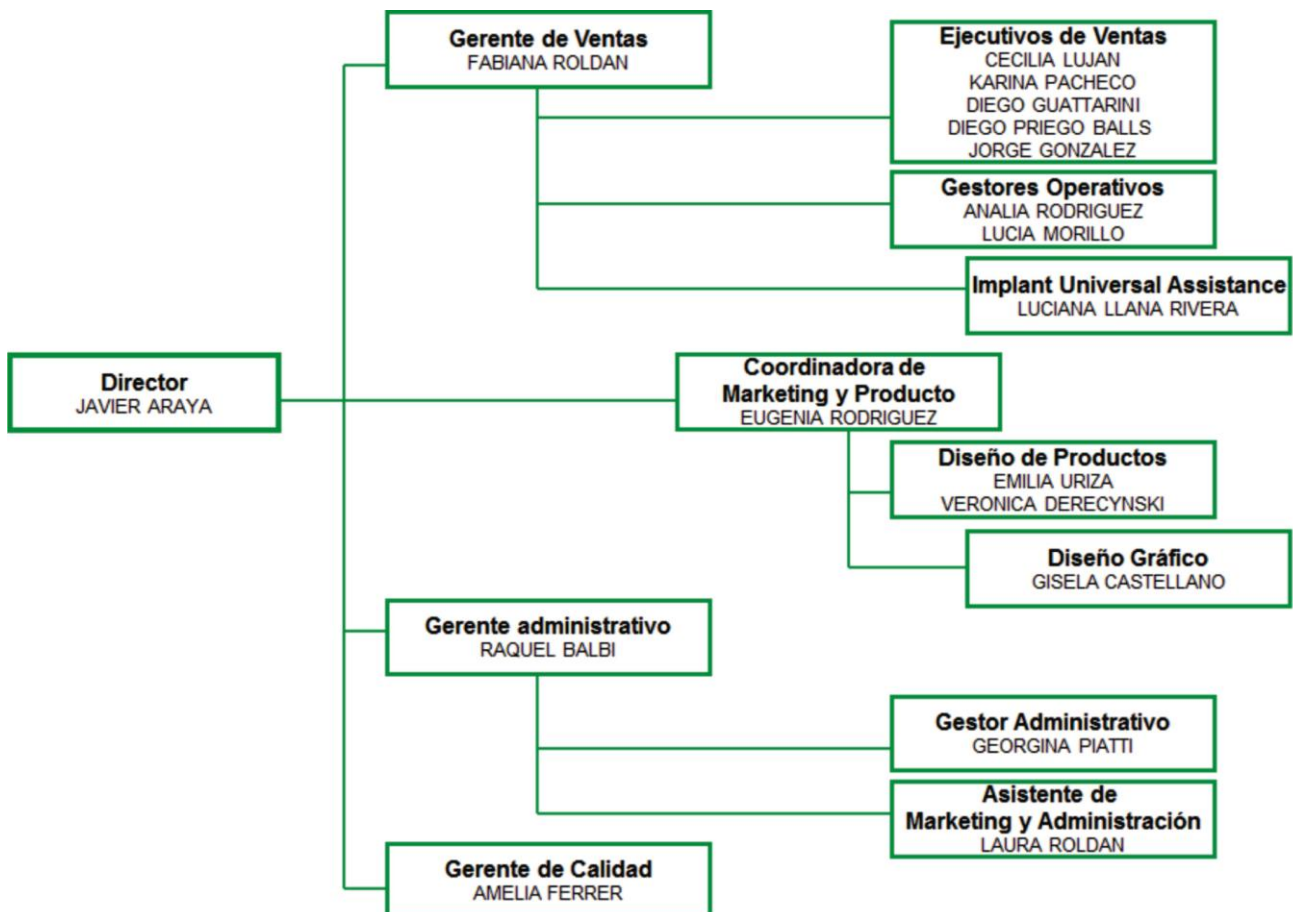 Gerente de Ventas
FABIANA ROLDAN
Ejecutivos de Ventas
CECILIA LUJAN
KARINA PACHECO
DIEGO GUATTARINI
DIEGO PRIEGO BALLS
JORGE GONZALEZ
Gestores Operativos
ANALIA RODRIGUEZ
LUCIA MORILLO
Implant Universal Assistance
LUCIANA LLANA RIVERA
Director
JAVIER ARAYA
Coordinadora de
Marketing y Producto
EUGENIA RODRIGUEZ
Diseño de Productos
EMILIA URIZA
VERONICA DERECYNSKI
Diseño Gráfico
GISELA CASTELLANO
Gerente administrativo
RAQUEL BALBI
Gestor Administrativo
GEORGINA PIATTI
Asistente de
Marketing y Administración
LAURA ROLDAN
Gerente de Calidad
AMELIA FERRER